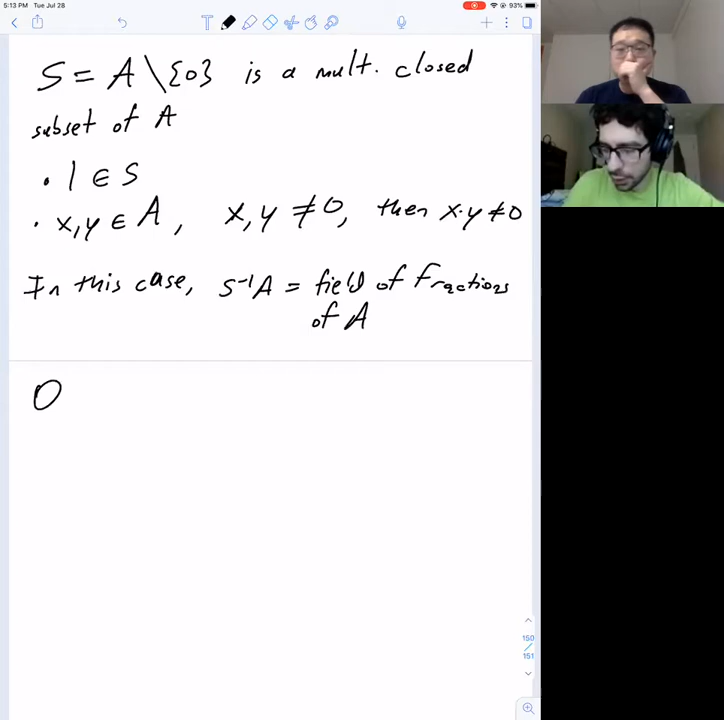 5:13 PM Tue Jul 28
93%
S = A \ {0} is a mult. closed
subset of A
• 1 ∈ S
• x,y ∈ A, x,y ≠ 0, then x·y ≠ 0
In this case, S⁻¹A = field of fractions
of A
O
150
/
151